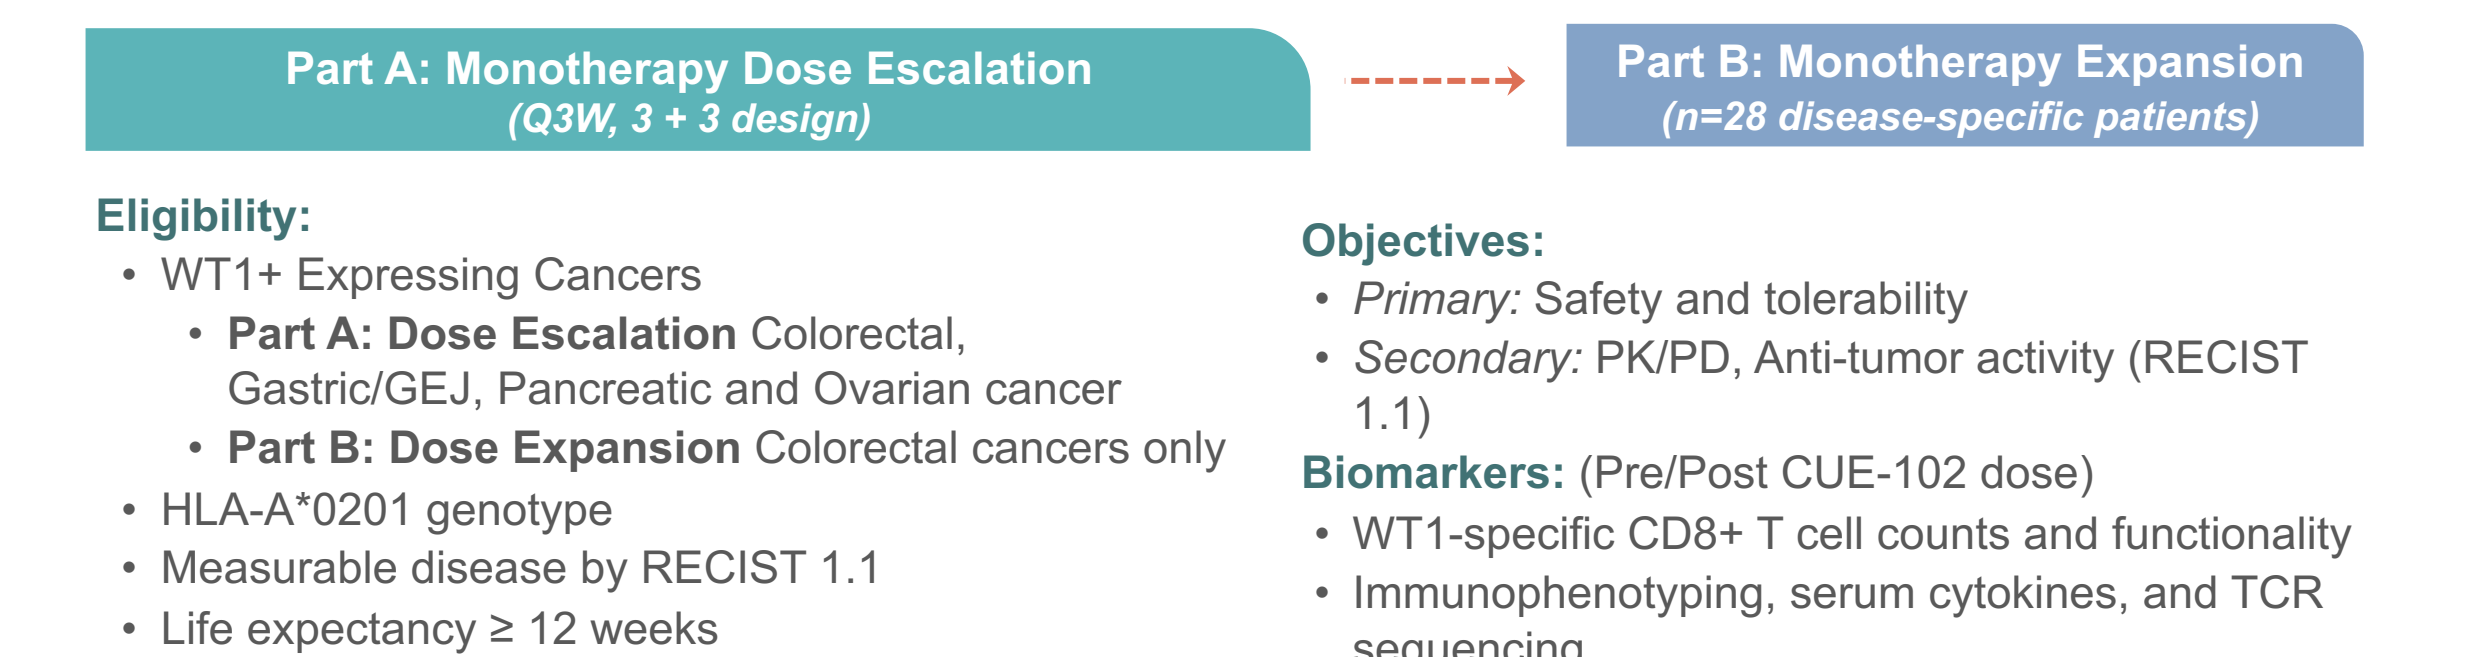 Part A: Monotherapy Dose Escalation
(Q3W, 3 + 3 design)
Part B: Monotherapy Expansion
(n=28 disease-specific patients)
Eligibility:
• WT1+ Expressing Cancers
• Part A: Dose Escalation Colorectal,
Gastric/GEJ, Pancreatic and Ovarian cancer
• Part B: Dose Expansion Colorectal cancers only
• HLA-A*0201 genotype
• Measurable disease by RECIST 1.1
• Life expectancy ≥ 12 weeks
Objectives:
• Primary: Safety and tolerability
• Secondary: PK/PD, Anti-tumor activity (RECIST
1.1)
Biomarkers: (Pre/Post CUE-102 dose)
• WT1-specific CD8+ T cell counts and functionality
• Immunophenotyping, serum cytokines, and TCR
sequencing